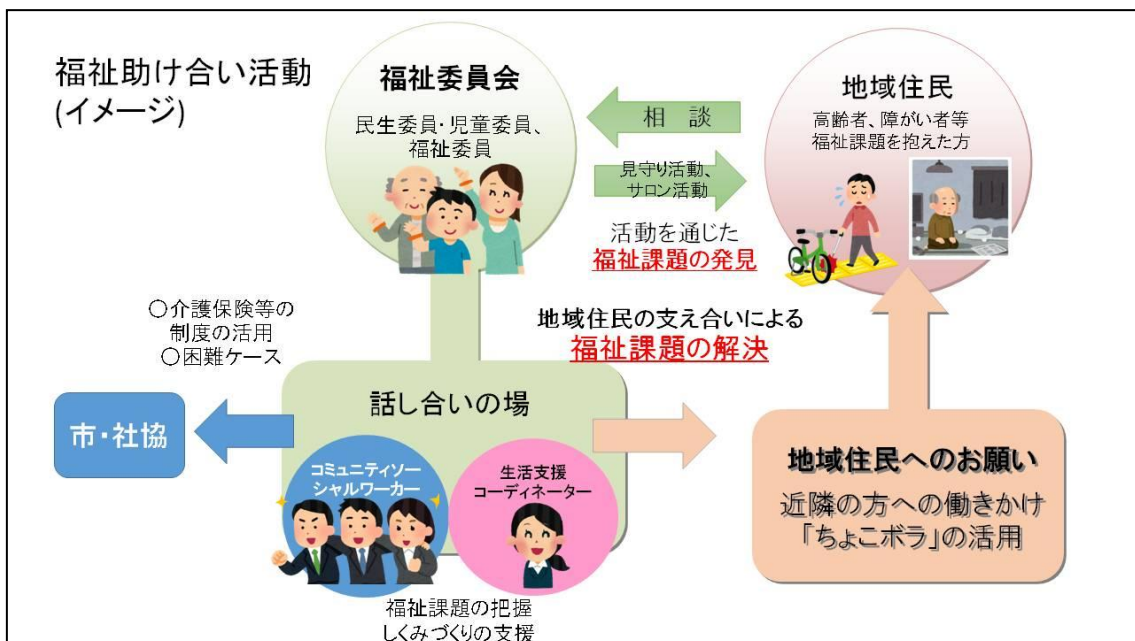 福祉助け合い活動
(イメージ)
福祉委員会
民生委員・児童委員、
福祉委員
相　談
見守り活動、
サロン活動
活動を通じた
福祉課題の発見
地域住民
高齢者、障がい者等
福祉課題を抱えた方
○介護保険等の
制度の活用
○困難ケース
地域住民の支え合いによる
福祉課題の解決
市・社協
話し合いの場
コミュニティソー
シャルワーカー
生活支援
コーディネーター
福祉課題の把握
しくみづくりの支援
地域住民へのお願い
近隣の方への働きかけ
「ちょこボラ」の活用